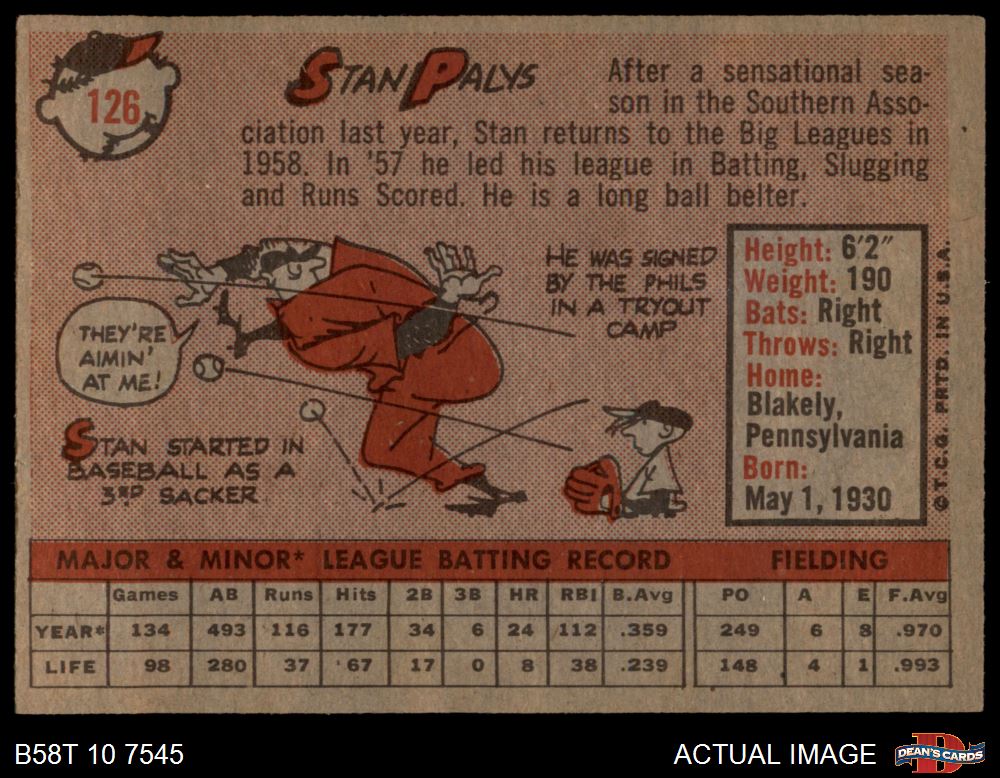 126
STAN PALYS
After a sensational sea-
son in the Southern Asso-
ciation last year, Stan returns to the Big Leagues in
1958. In '57 he led his league in Batting, Slugging
and Runs Scored. He is a long ball belter.
HE WAS SIGNED
BY THE PHILS
IN A TRYOUT
CAMP
THEY'RE
AIMIN'
AT ME!
STAN STARTED IN
BASEBALL AS A
3RD SACKER
Height: 6'2"
Weight: 190
Bats: Right
Throws: Right
Home:
Blakely,
Pennsylvania
Born:
May 1, 1930
© T.C.G. PRTD. IN U.S.A.
MAJOR & MINOR* LEAGUE BATTING RECORD FIELDING
Games AB Runs Hits 2B 3B HR RBI B.Avg PO A E F.Avg
YEAR* 134 493 116 177 34 6 24 112 .359 249 6 8 .970
LIFE 98 280 37 67 17 0 8 38 .239 148 4 1 .993
B58T 10 7545
ACTUAL IMAGE
D
DEAN'S CARDS